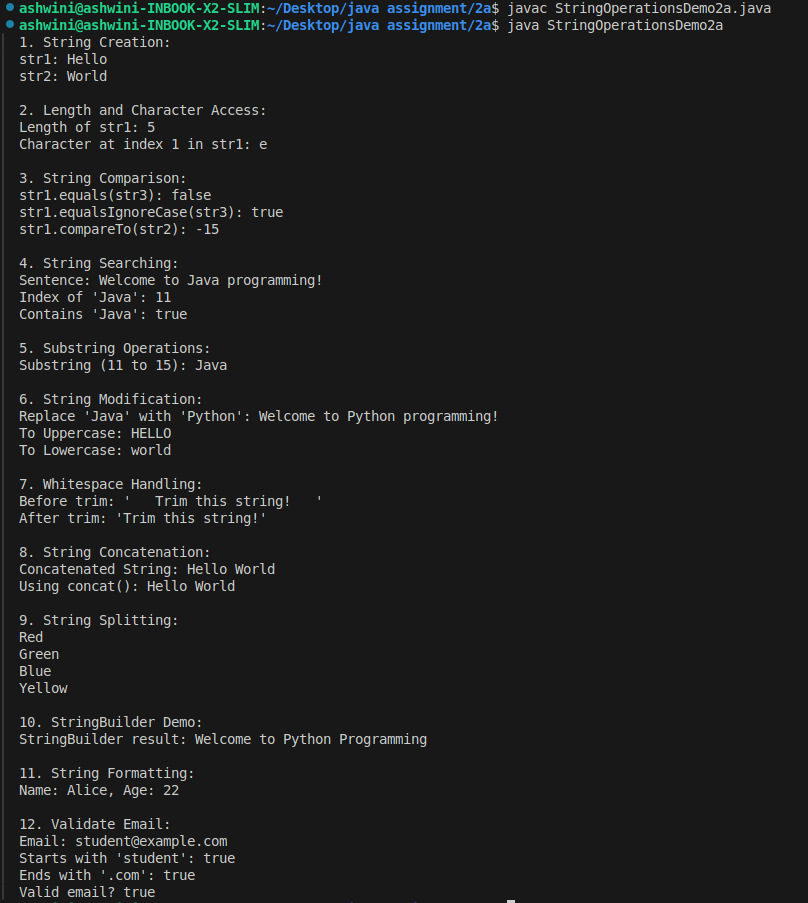 ashwini@ashwini-INBOOK-X2-SLIM:~/Desktop/java assignment/2a$ javac StringOperationsDemo2a.java
ashwini@ashwini-INBOOK-X2-SLIM:~/Desktop/java assignment/2a$ java StringOperationsDemo2a
1. String Creation:
str1: Hello
str2: World

2. Length and Character Access:
Length of str1: 5
Character at index 1 in str1: e

3. String Comparison:
str1.equals(str3): false
str1.equalsIgnoreCase(str3): true
str1.compareTo(str2): -15

4. String Searching:
Sentence: Welcome to Java programming!
Index of 'Java': 11
Contains 'Java': true

5. Substring Operations:
Substring (11 to 15): Java

6. String Modification:
Replace 'Java' with 'Python': Welcome to Python programming!
To Uppercase: HELLO
To Lowercase: world

7. Whitespace Handling:
Before trim: '   Trim this string!   '
After trim: 'Trim this string!'

8. String Concatenation:
Concatenated String: Hello World
Using concat(): Hello World

9. String Splitting:
Red
Green
Blue
Yellow

10. StringBuilder Demo:
StringBuilder result: Welcome to Python Programming

11. String Formatting:
Name: Alice, Age: 22

12. Validate Email:
Email: student@example.com
Starts with 'student': true
Ends with '.com': true
Valid email? true